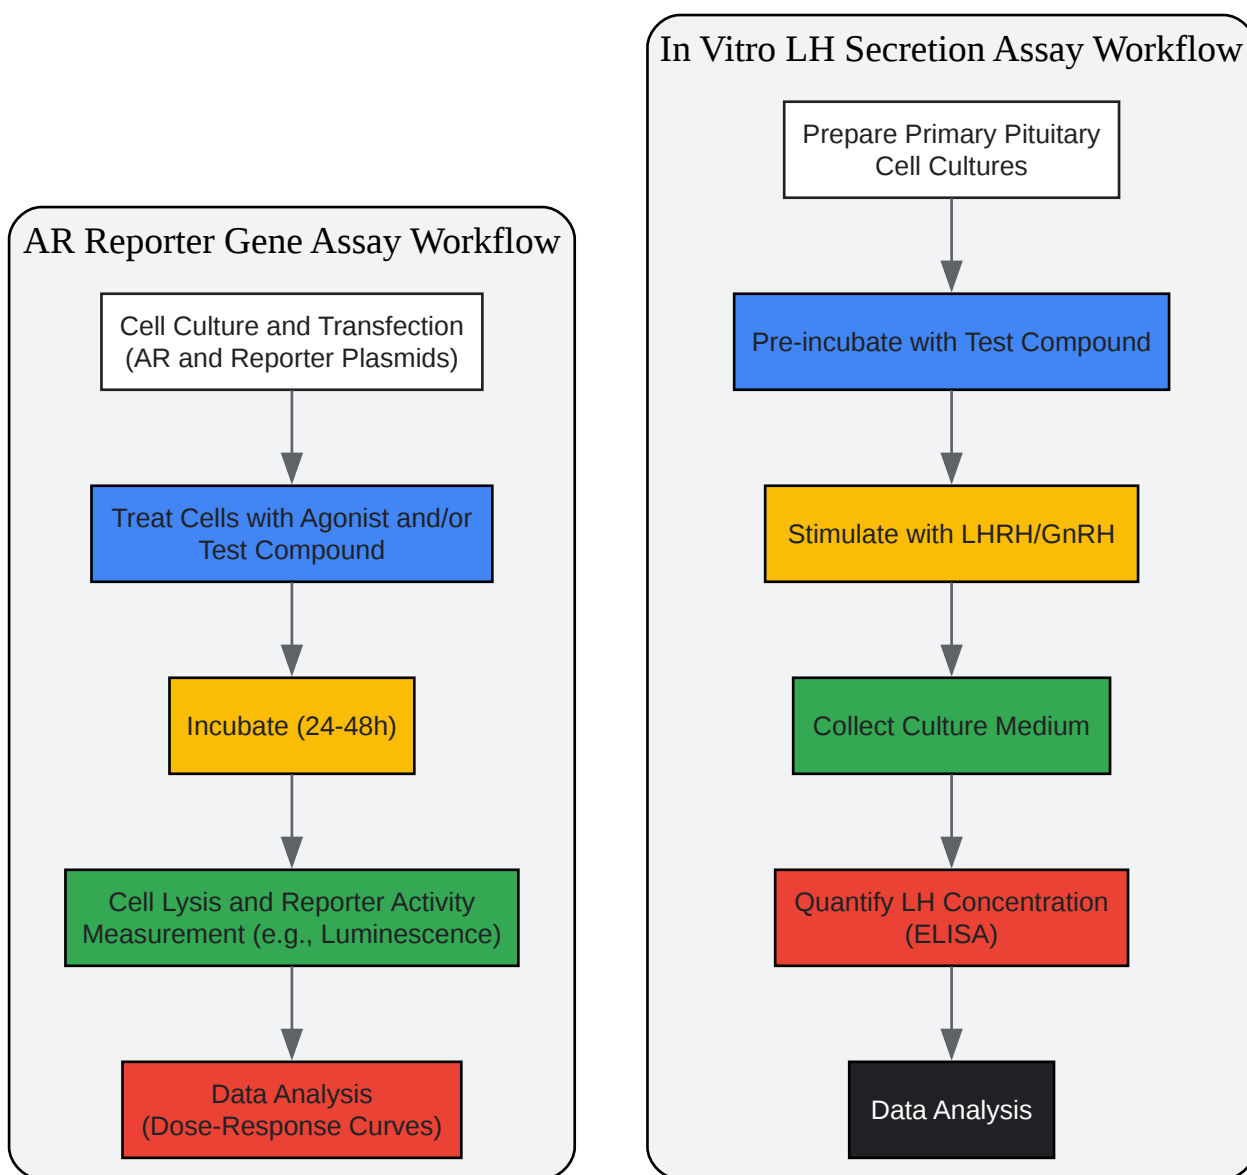 AR Reporter Gene Assay Workflow
Cell Culture and Transfection
(AR and Reporter Plasmids)
Treat Cells with Agonist and/or
Test Compound
Incubate (24-48h)
Cell Lysis and Reporter Activity
Measurement (e.g., Luminescence)
Data Analysis
(Dose-Response Curves)
In Vitro LH Secretion Assay Workflow
Prepare Primary Pituitary
Cell Cultures
Pre-incubate with Test Compound
Stimulate with LHRH/GnRH
Collect Culture Medium
Quantify LH Concentration
(ELISA)
Data Analysis